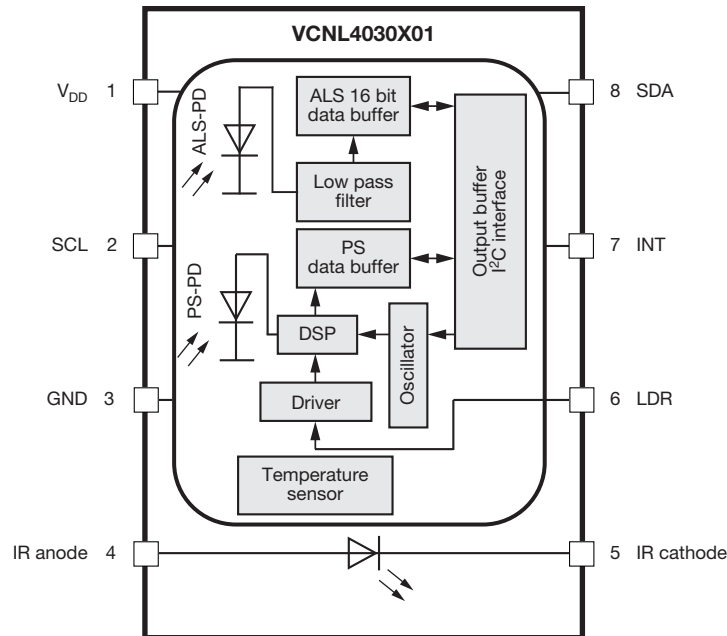 VCNL4030X01
VDD 1
8 SDA
ALS-PD
ALS 16 bit
data buffer
Low pass
filter
Output buffer
I²C interface
SCL 2
7 INT
PS-PD
PS
data buffer
DSP
Oscillator
GND 3
6 LDR
Driver
Temperature
sensor
IR anode 4
5 IR cathode